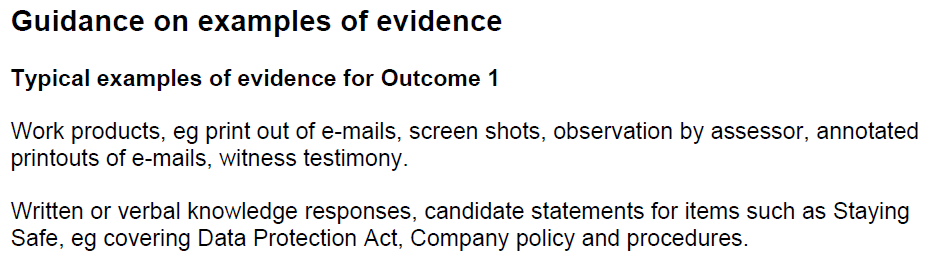 Guidance on examples of evidence
Typical examples of evidence for Outcome 1
Work products, eg print out of e-mails, screen shots, observation by assessor, annotated
printouts of e-mails, witness testimony.
Written or verbal knowledge responses, candidate statements for items such as Staying
Safe, eg covering Data Protection Act, Company policy and procedures.